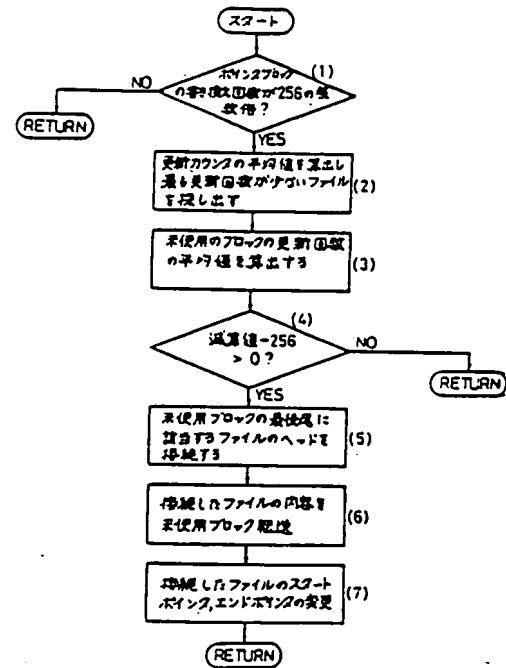 スタート
(1)
ポインタブロック
の書き換え回数が256の整
数倍?
NO
RETURN
YES
更新カウンタの平均値を算出し
最も更新回数が少ないファイル
を探し出す
(2)
未使用のブロックの更新回数
の平均値を算出する
(3)
(4)
減算値-256
> 0 ?
NO
RETURN
YES
未使用ブロックの最後尾に
該当するファイルのヘッドを
接続する
(5)
接続したファイルの内容を
未使用ブロック転送
(6)
接続したファイルのスタート
ポインタ,エンドポインタの変更
(7)
RETURN